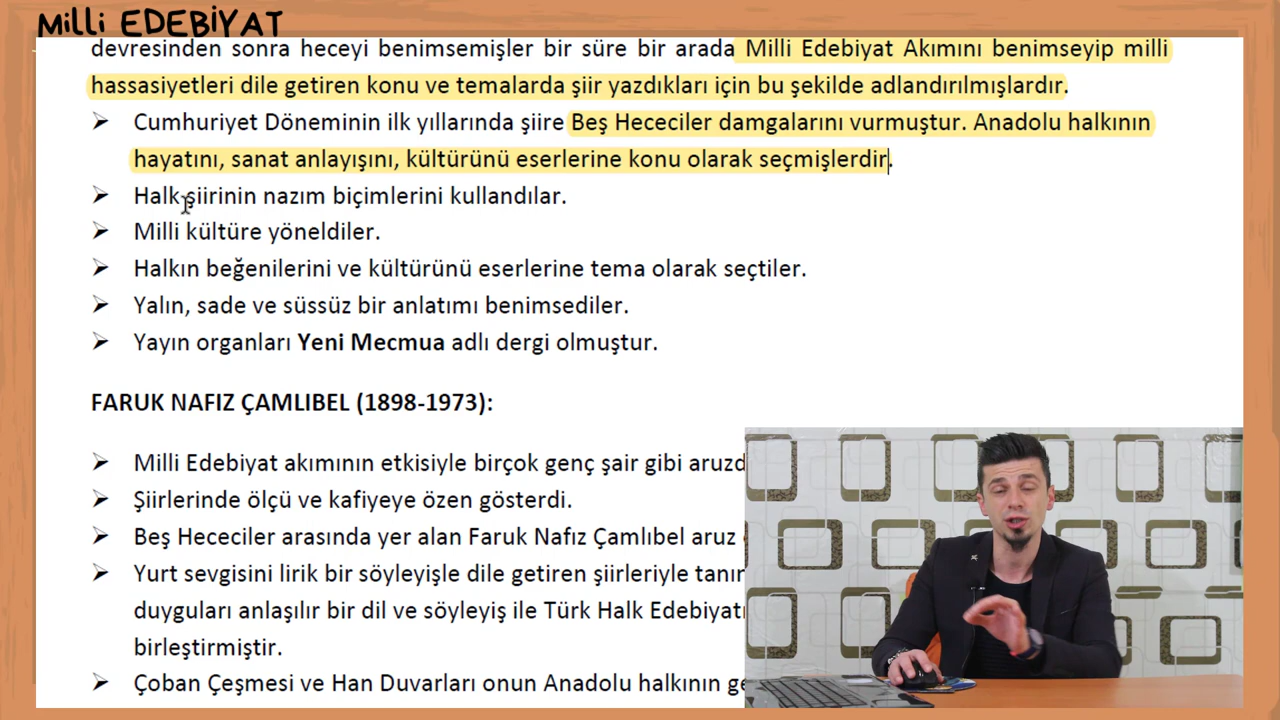 Milli EDEBİYAT
devresinden sonra heceyi benimsemişler bir süre bir arada Milli Edebiyat Akımını benimseyip milli
hassasiyetleri dile getiren konu ve temalarda şiir yazdıkları için bu şekilde adlandırılmışlardır.
➤ Cumhuriyet Döneminin ilk yıllarında şiire Beş Hececiler damgalarını vurmuştur. Anadolu halkının
hayatını, sanat anlayışını, kültürünü eserlerine konu olarak seçmişlerdir.
➤ Halk şiirinin nazım biçimlerini kullandılar.
➤ Milli kültüre yöneldiler.
➤ Halkın beğenilerini ve kültürünü eserlerine tema olarak seçtiler.
➤ Yalın, sade ve süssüz bir anlatımı benimsediler.
➤ Yayın organları Yeni Mecmua adlı dergi olmuştur.
FARUK NAFIZ ÇAMLIBEL (1898-1973):
➤ Milli Edebiyat akımının etkisiyle birçok genç şair gibi aruzd
➤ Şiirlerinde ölçü ve kafiyeye özen gösterdi.
➤ Beş Hececiler arasında yer alan Faruk Nafız Çamlıbel aruz
➤ Yurt sevgisini lirik bir söyleyişle dile getiren şiirleriyle tanın
duyguları anlaşılır bir dil ve söyleyiş ile Türk Halk Edebiyatı
birleştirmiştir.
➤ Çoban Çeşmesi ve Han Duvarları onun Anadolu halkının ge